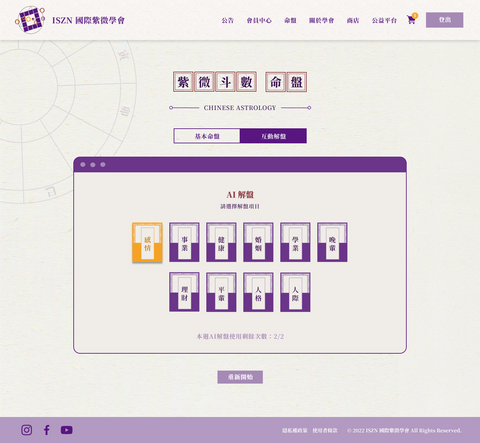 ISZN 國際紫微學會
公告 會員中心 命盤 關於學會 商店 公益平台
登出
紫微斗數 命盤
CHINESE ASTROLOGY
基本命盤 互動解盤
AI 解盤
請選擇解盤項目
感情 事業 健康 婚姻 學業 晚輩
理財 平輩 人格 人際
本週AI解盤使用剩餘次數：2/2
重新開始
隱私權政策 使用者條款 © 2022 ISZN 國際紫微學會 All Rights Reserved.